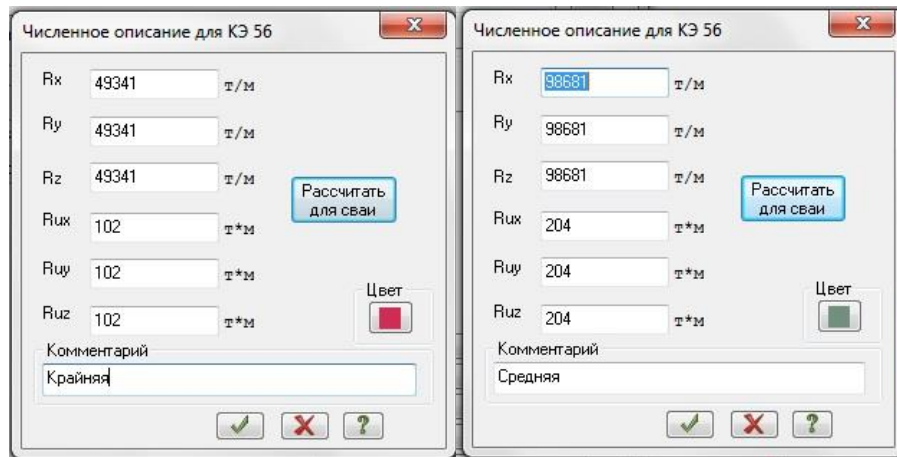 Численное описание для КЭ 56
Rx 49341 т/м
Ry 49341 т/м
Rz 49341 т/м
Рассчитать
для сваи
Rux 102 т*м
Ruy 102 т*м
Цвет
Ruz 102 т*м
Комментарий
Крайняя
?
Численное описание для КЭ 56
Rx 98681 т/м
Ry 98681 т/м
Rz 98681 т/м
Рассчитать
для сваи
Rux 204 т*м
Ruy 204 т*м
Цвет
Ruz 204 т*м
Комментарий
Средняя
?